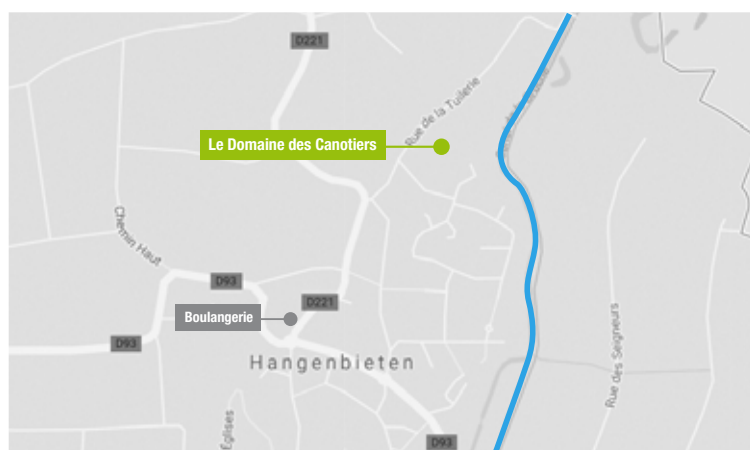 D221
Rue de la Tuilerie
Le Domaine des Canotiers
Chemin Haut
D93
D221
Boulangerie
D93
Hangenbieten
Rue des Seigneurs
Églises
D93